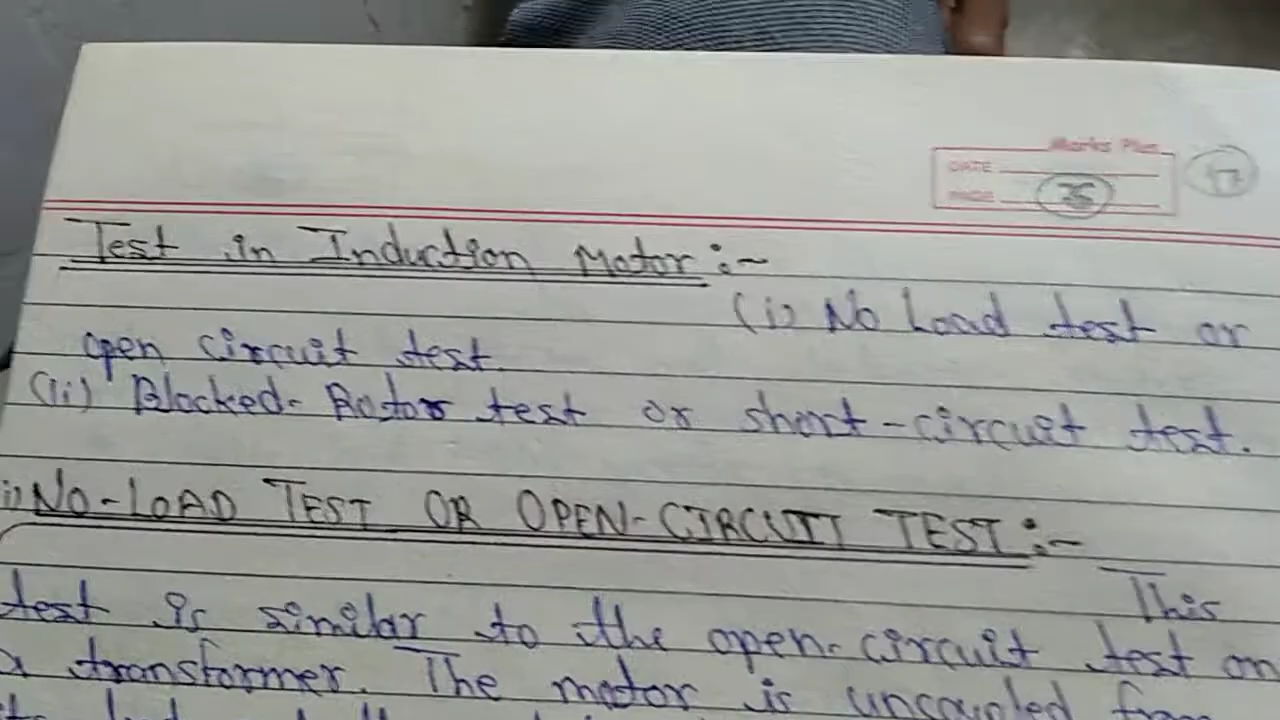 Marks Plus
DATE
PAGE 35
17
Test in Induction Motor :-
(i) No Load test or
open circuit test.
(ii) Blocked-Rotor test or short-circuit test.
i) NO-LOAD TEST OR OPEN-CIRCUIT TEST :-
This
test is similar to the open-circuit test on
a transformer. The motor is uncoupled from